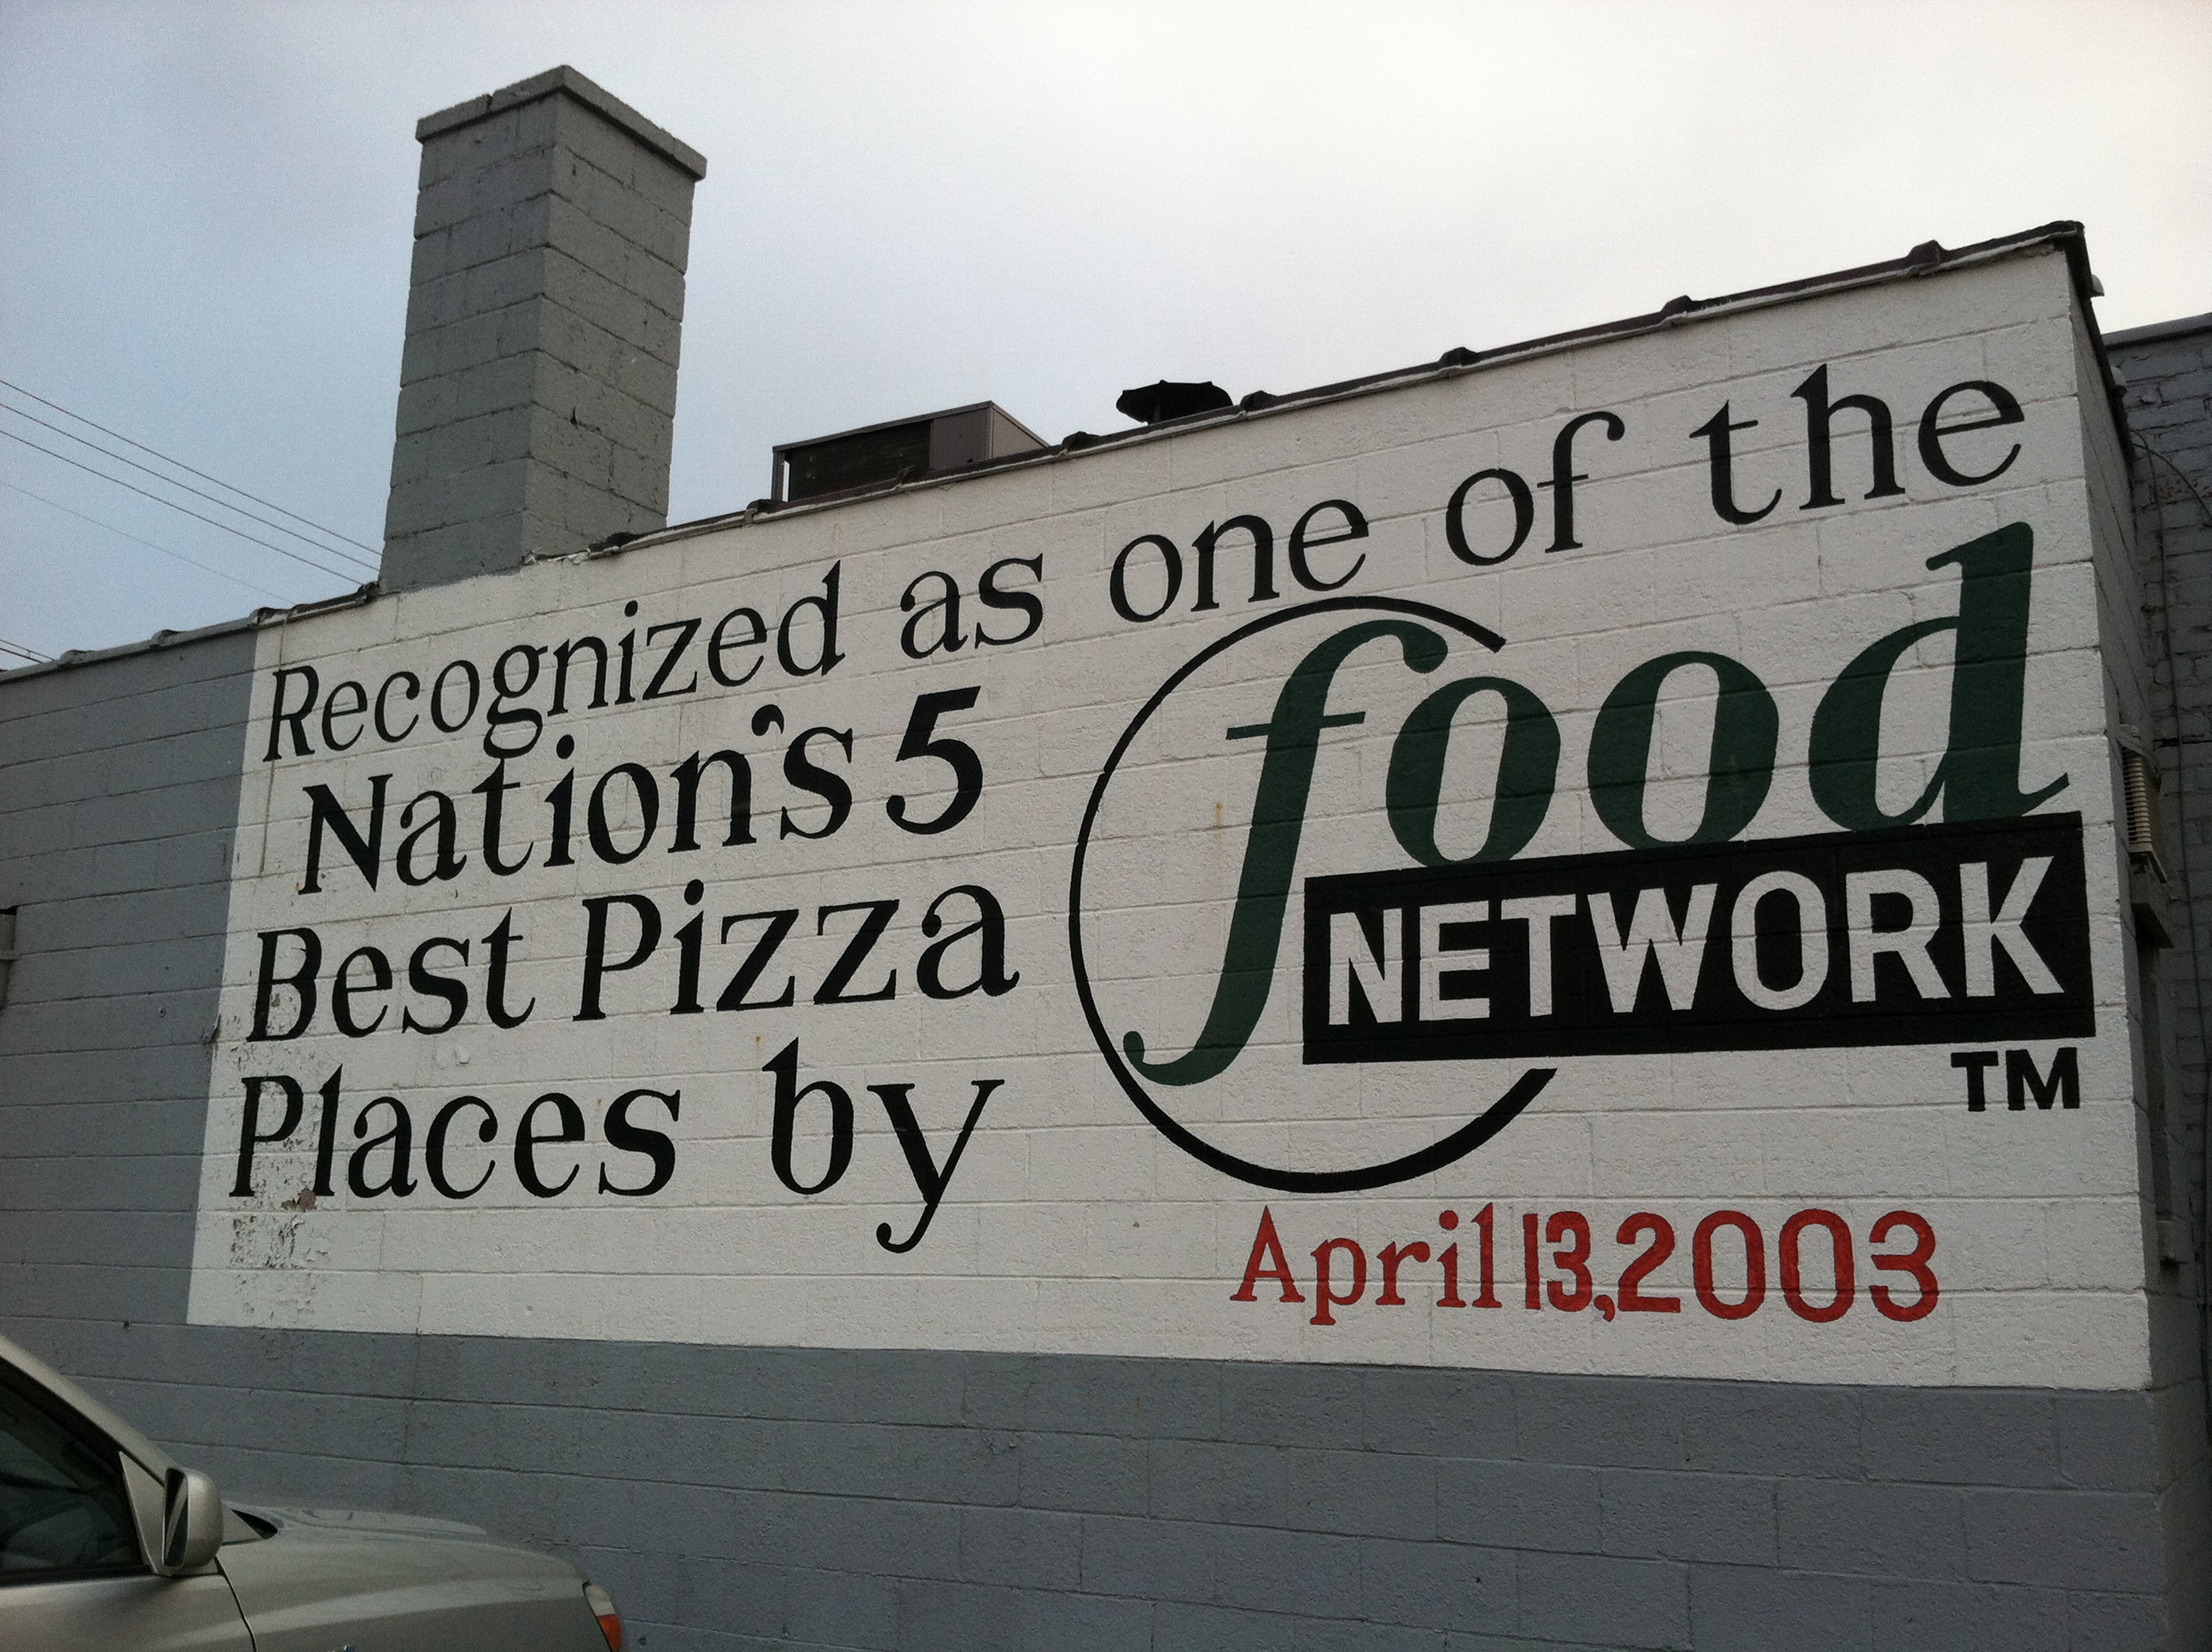 Recognized as one of the
Nation's 5
Best Pizza
Places by
food
NETWORK
TM
April 13, 2003